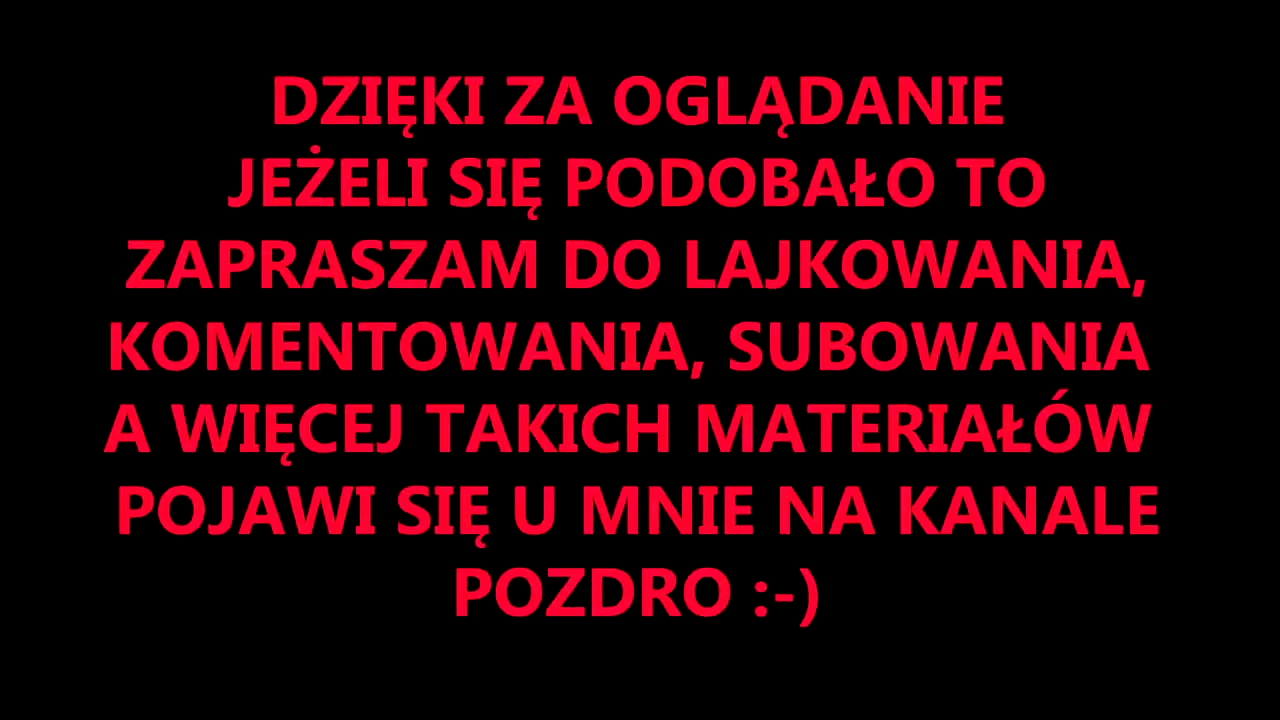 DZIĘKI ZA OGLĄDANIE
JEŻELI SIĘ PODOBAŁO TO
ZAPRASZAM DO LAJKOWANIA,
KOMENTOWANIA, SUBOWANIA
A WIĘCEJ TAKICH MATERIAŁÓW
POJAWI SIĘ U MNIE NA KANALE
POZDRO :-)